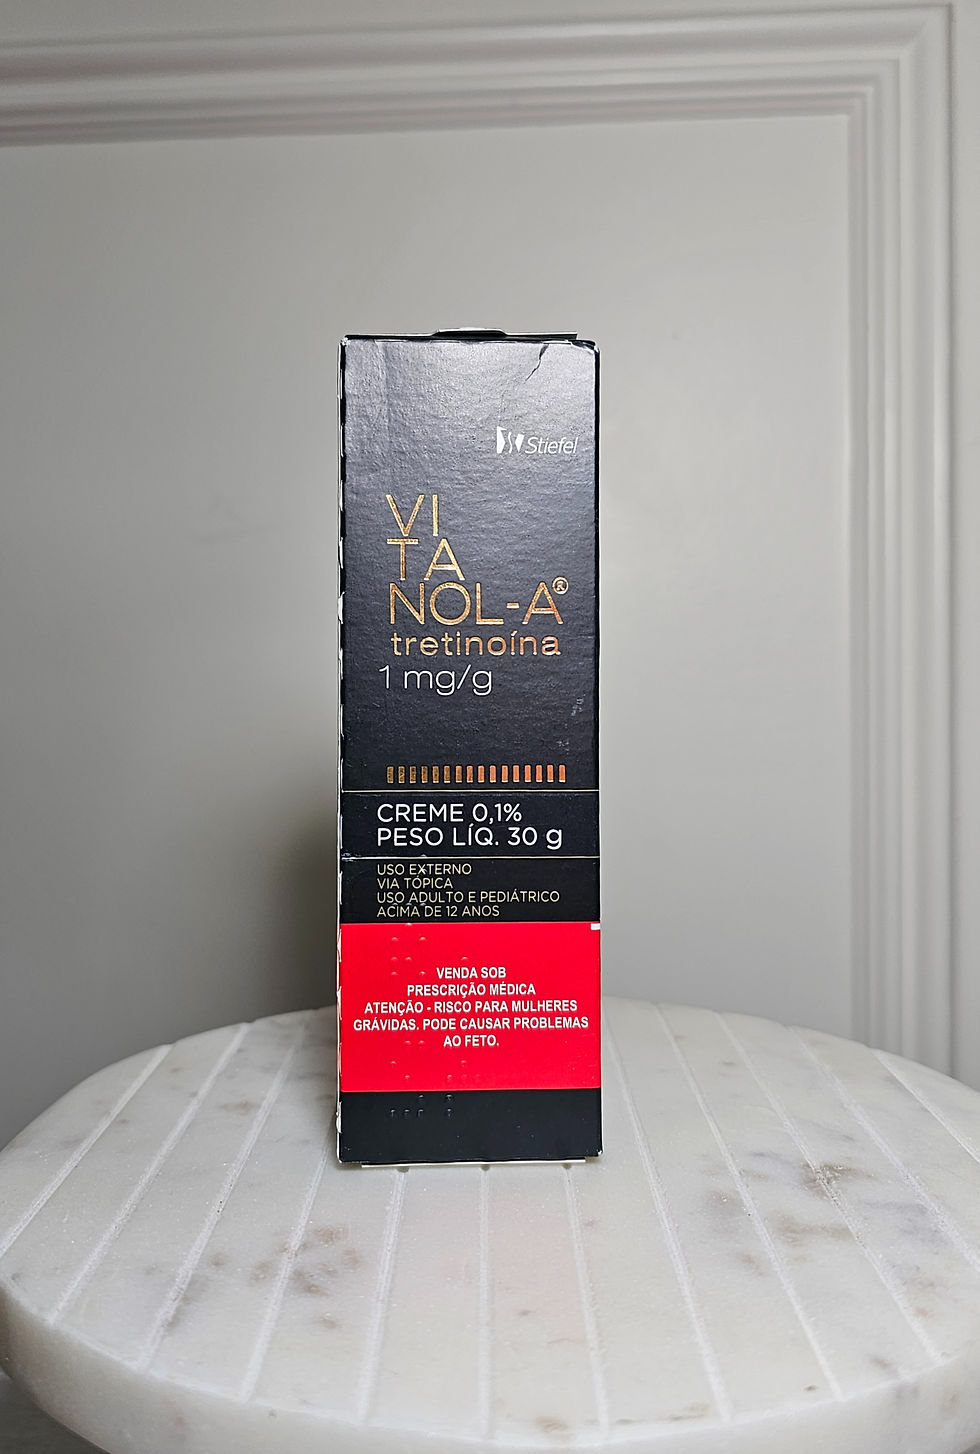 Stiefel
VI
TA
NOL-A®
tretinoína
1 mg/g
CREME 0,1%
PESO LÍQ. 30 g
USO EXTERNO
VIA TÓPICA
USO ADULTO E PEDIÁTRICO
ACIMA DE 12 ANOS
VENDA SOB
PRESCRIÇÃO MÉDICA
ATENÇÃO - RISCO PARA MULHERES
GRÁVIDAS. PODE CAUSAR PROBLEMAS
AO FETO.